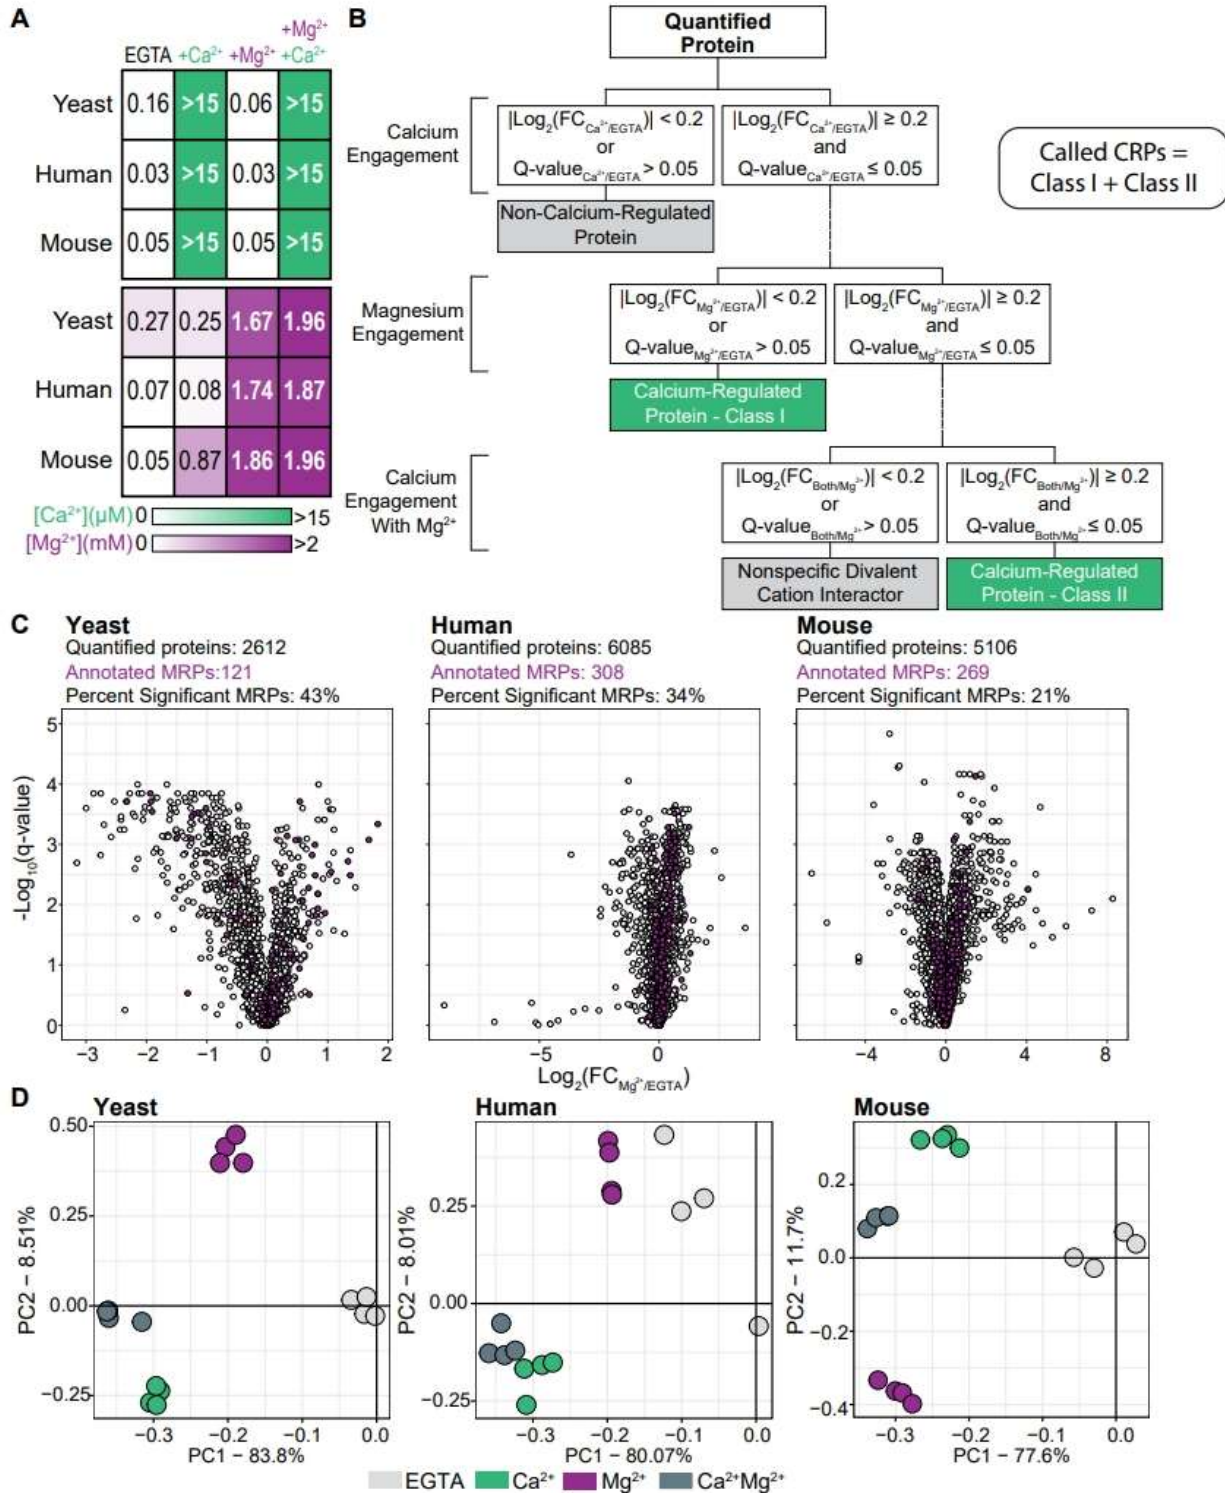 A
EGTA +Ca²⁺ +Mg²⁺ +Mg²⁺ +Ca²⁺
Yeast 0.16 >15 0.06 >15
Human 0.03 >15 0.03 >15
Mouse 0.05 >15 0.05 >15
Yeast 0.27 0.25 1.67 1.96
Human 0.07 0.08 1.74 1.87
Mouse 0.05 0.87 1.86 1.96
[Ca²⁺](µM) 0 >15
[Mg²⁺](mM) 0 >2
B
Quantified
Protein
Calcium
Engagement
|Log₂(FC Ca²⁺/EGTA)| < 0.2
or
Q-value Ca²⁺/EGTA > 0.05
|Log₂(FC Ca²⁺/EGTA)| ≥ 0.2
and
Q-value Ca²⁺/EGTA ≤ 0.05
Called CRPs =
Class I + Class II
Non-Calcium-Regulated
Protein
Magnesium
Engagement
|Log₂(FC Mg²⁺/EGTA)| < 0.2
or
Q-value Mg²⁺/EGTA > 0.05
|Log₂(FC Mg²⁺/EGTA)| ≥ 0.2
and
Q-value Mg²⁺/EGTA ≤ 0.05
Calcium-Regulated
Protein - Class I
Calcium
Engagement
With Mg²⁺
|Log₂(FC Both/Mg²⁺)| < 0.2
or
Q-value Both/Mg²⁺ > 0.05
|Log₂(FC Both/Mg²⁺)| ≥ 0.2
and
Q-value Both/Mg²⁺ ≤ 0.05
Nonspecific Divalent
Cation Interactor
Calcium-Regulated
Protein - Class II
C
Yeast
Quantified proteins: 2612
Annotated MRPs:121
Percent Significant MRPs: 43%
Human
Quantified proteins: 6085
Annotated MRPs: 308
Percent Significant MRPs: 34%
Mouse
Quantified proteins: 5106
Annotated MRPs: 269
Percent Significant MRPs: 21%
-Log₁₀(q-value)
5
4
3
2
1
0
−3 −2 −1 0 1 2
−5 0
−4 0 4 8
Log₂(FC Mg²⁺/EGTA)
D
Yeast
PC2 − 8.51%
0.50
0.25
0.00
−0.25
−0.3 −0.2 −0.1 0.0
PC1 − 83.8%
Human
PC2 − 8.01%
0.25
0.00
−0.25
−0.3 −0.2 −0.1 0.0
PC1 − 80.07%
Mouse
PC2 − 11.7%
0.2
0.0
−0.2
−0.4
−0.3 −0.2 −0.1 0.0
PC1 − 77.6%
EGTA Ca²⁺ Mg²⁺ Ca²⁺Mg²⁺